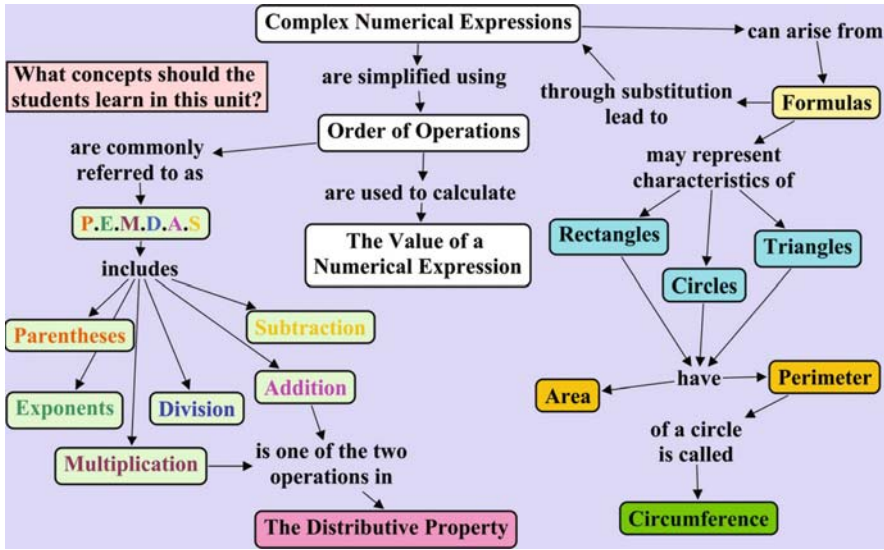 Complex Numerical Expressions
can arise from
are simplified using
What concepts should the
students learn in this unit?
through substitution
lead to
Formulas
Order of Operations
are commonly
referred to as
may represent
characteristics of
are used to calculate
P.E.M.D.A.S
Rectangles
Triangles
The Value of a
Numerical Expression
includes
Circles
Parentheses
Subtraction
have
Perimeter
Area
Exponents
Division
Addition
of a circle
is called
is one of the two
operations in
Multiplication
The Distributive Property
Circumference